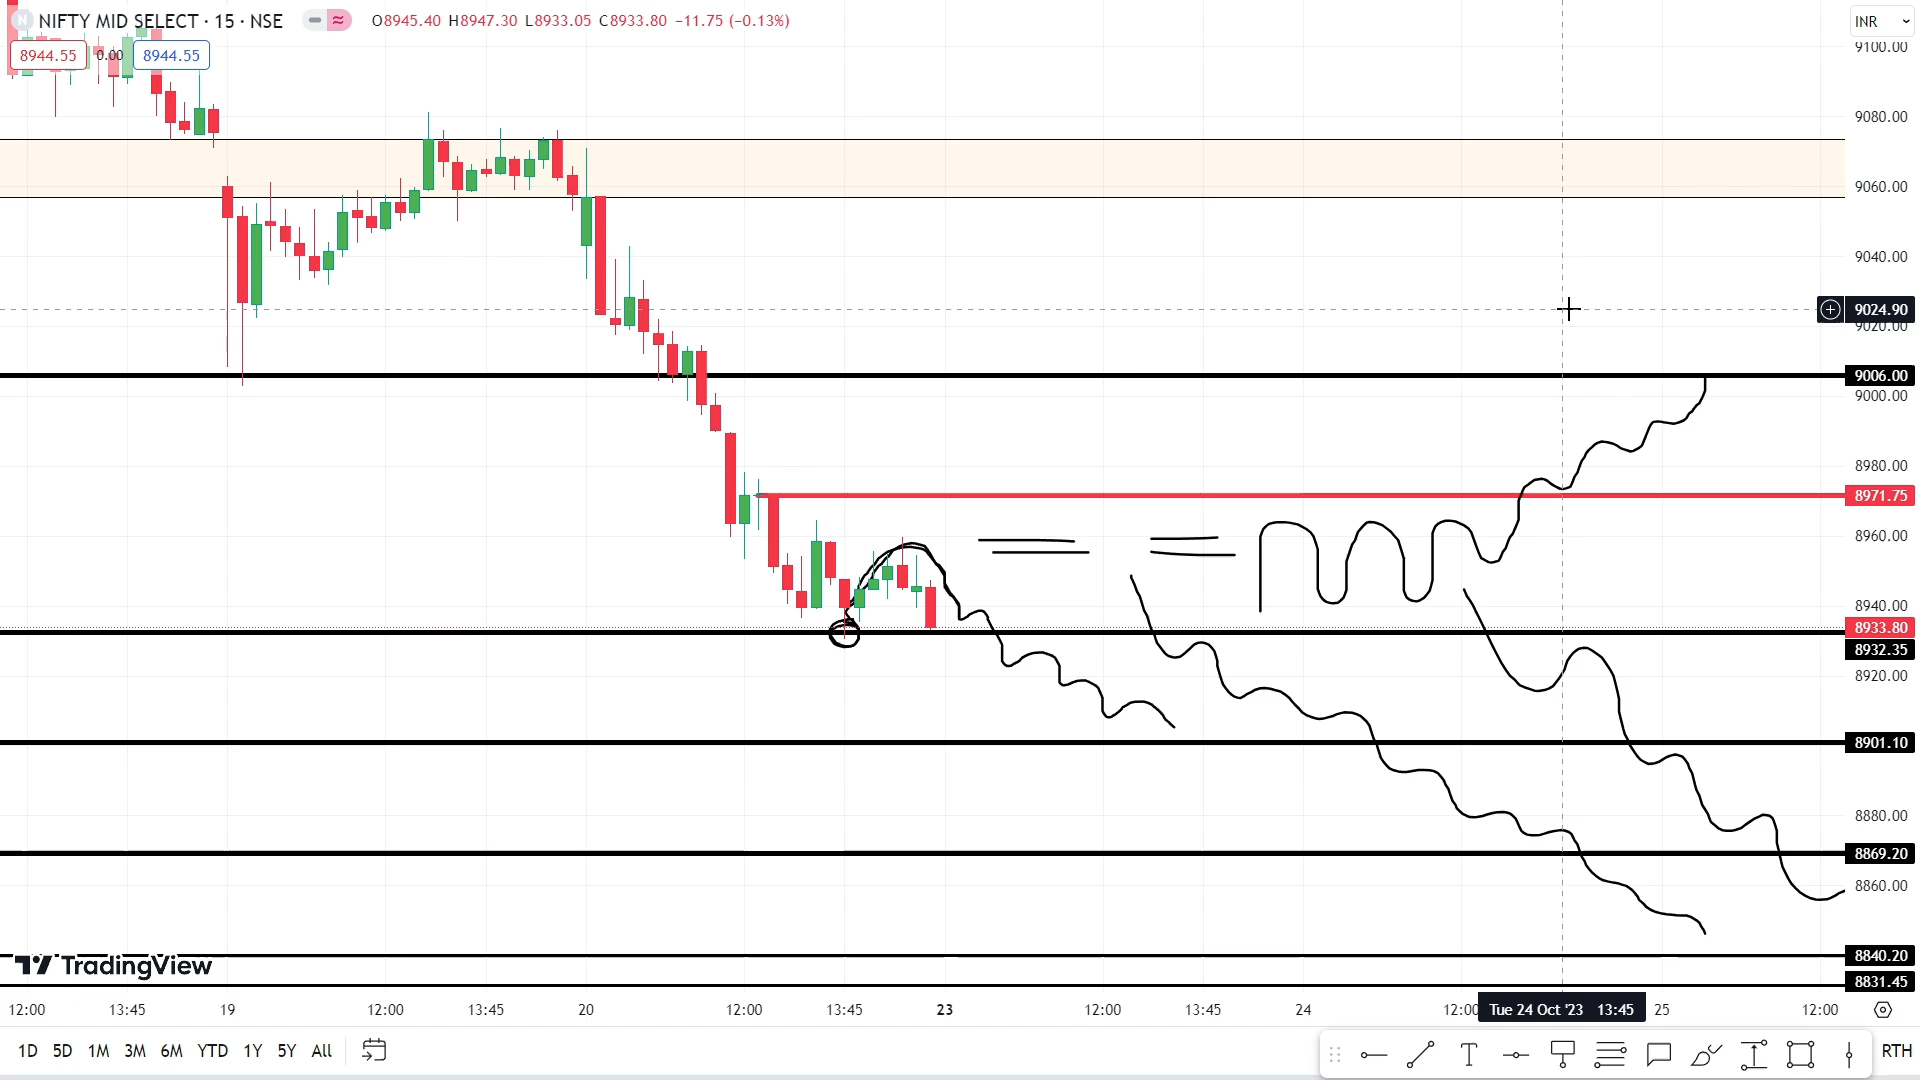 NIFTY MID SELECT · 15 · NSE
O8945.40 H8947.30 L8933.05 C8933.80 −11.75 (−0.13%)
8944.55 0.00 8944.55
INR
9100.00
9080.00
9060.00
9040.00
9024.90
9020.00
9006.00
9000.00
8980.00
8971.75
8960.00
8940.00
8933.80
8932.35
8920.00
8901.10
8880.00
8869.20
8860.00
8840.20
8831.45
TradingView
12:00 13:45 19 12:00 13:45 20 12:00 13:45 23 12:00 13:45 24 12:00 Tue 24 Oct '23 13:45 25 12:00
1D 5D 1M 3M 6M YTD 1Y 5Y All
RTH